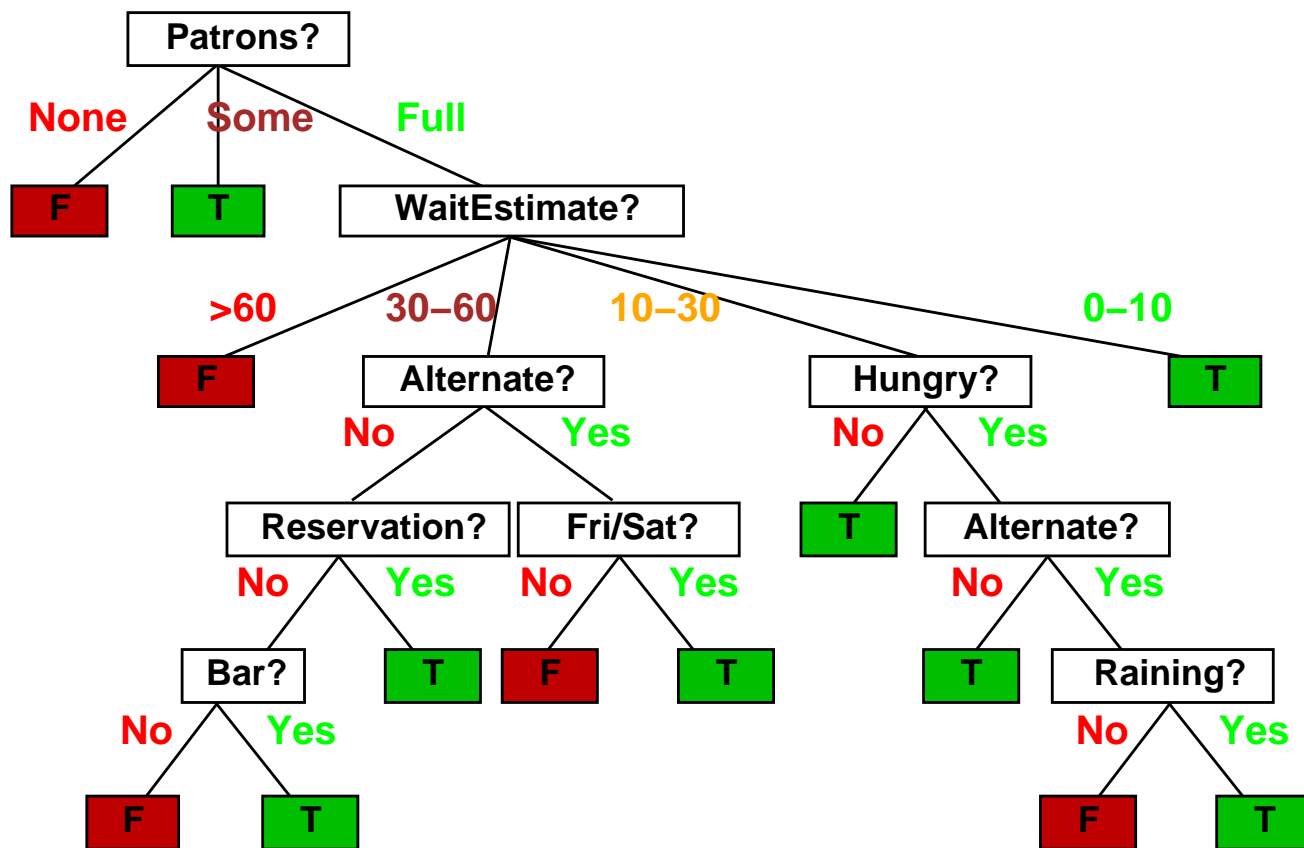 Patrons?
None Some Full
F T WaitEstimate?
>60 30–60 10–30 0–10
F Alternate? Hungry? T
No Yes No Yes
Reservation? Fri/Sat? T Alternate?
No Yes No Yes No Yes
Bar? T F T T Raining?
No Yes No Yes
F T F T